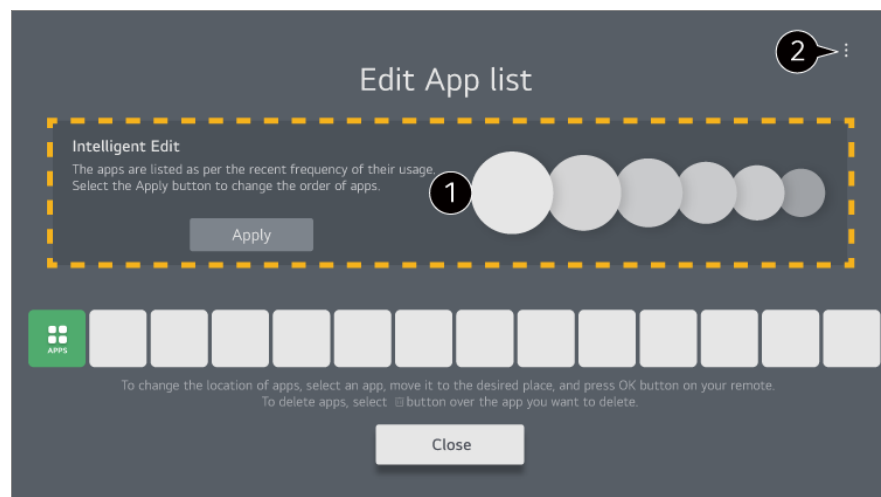 2
Edit App list
Intelligent Edit
The apps are listed as per the recent frequency of their usage.
Select the Apply button to change the order of apps.
1
Apply
APPS
To change the location of apps, select an app, move it to the desired place, and press OK button on your remote.
To delete apps, select button over the app you want to delete.
Close